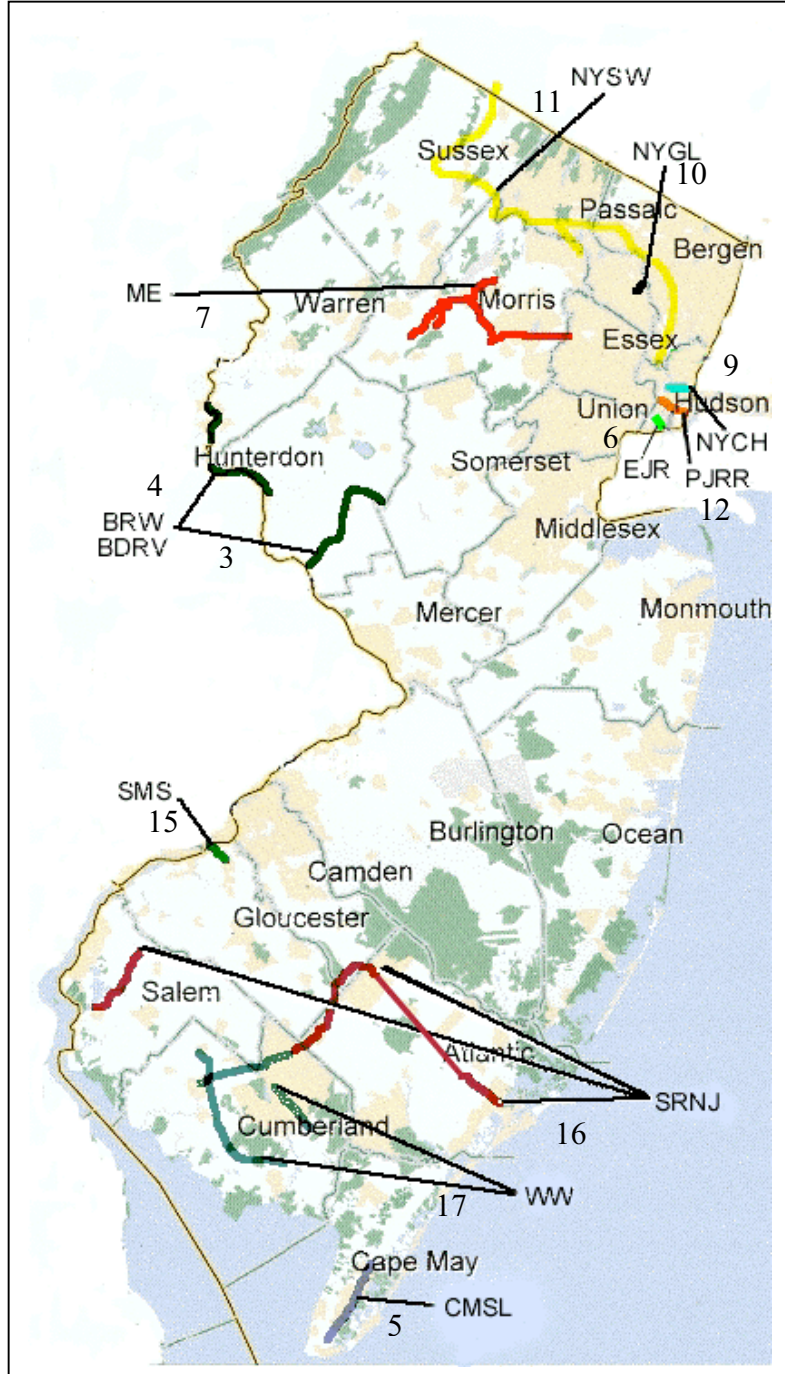 NYSW
11
Sussex
NYGL
10
Passaic
Bergen
ME
7
Warren
Morris
Essex
9
Union
Hudson
6
NYCH
Hunterdon
Somerset
EJR
PJRR
4
12
BRW
BDRV
3
Middlesex
Mercer
Monmouth
SMS
15
Burlington
Ocean
Camden
Gloucester
Salem
Atlantic
SRNJ
16
Cumberland
17
WW
Cape May
CMSL
5